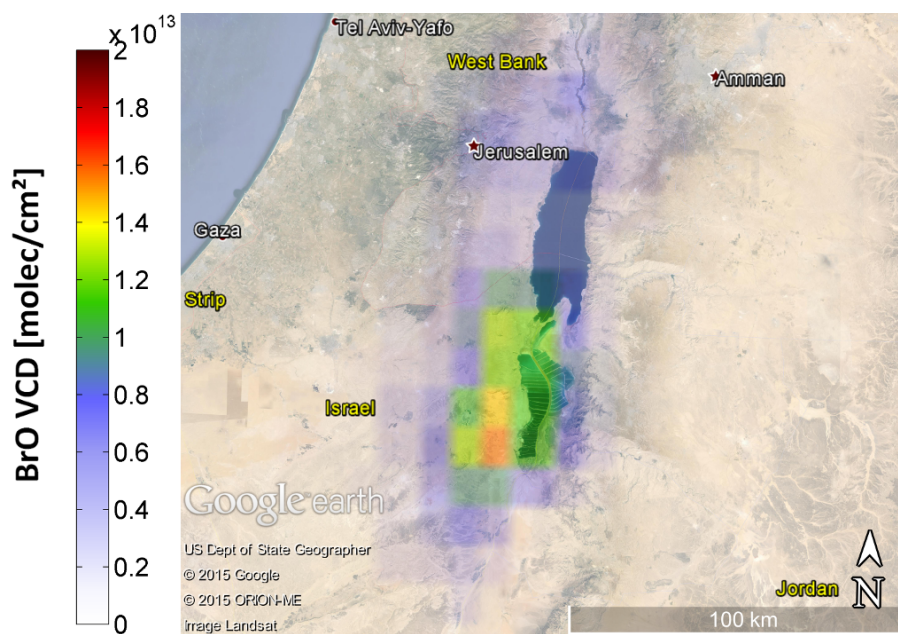 x 10¹³
2
1.8
1.6
1.4
1.2
1
0.8
0.6
0.4
0.2
0
BrO VCD [molec/cm²]
Tel Aviv-Yafo
West Bank
Amman
Jerusalem
Gaza
Strip
Israel
Google earth
US Dept of State Geographer
© 2015 Google
© 2015 ORION-ME
Image Landsat
Jordan
N
100 km